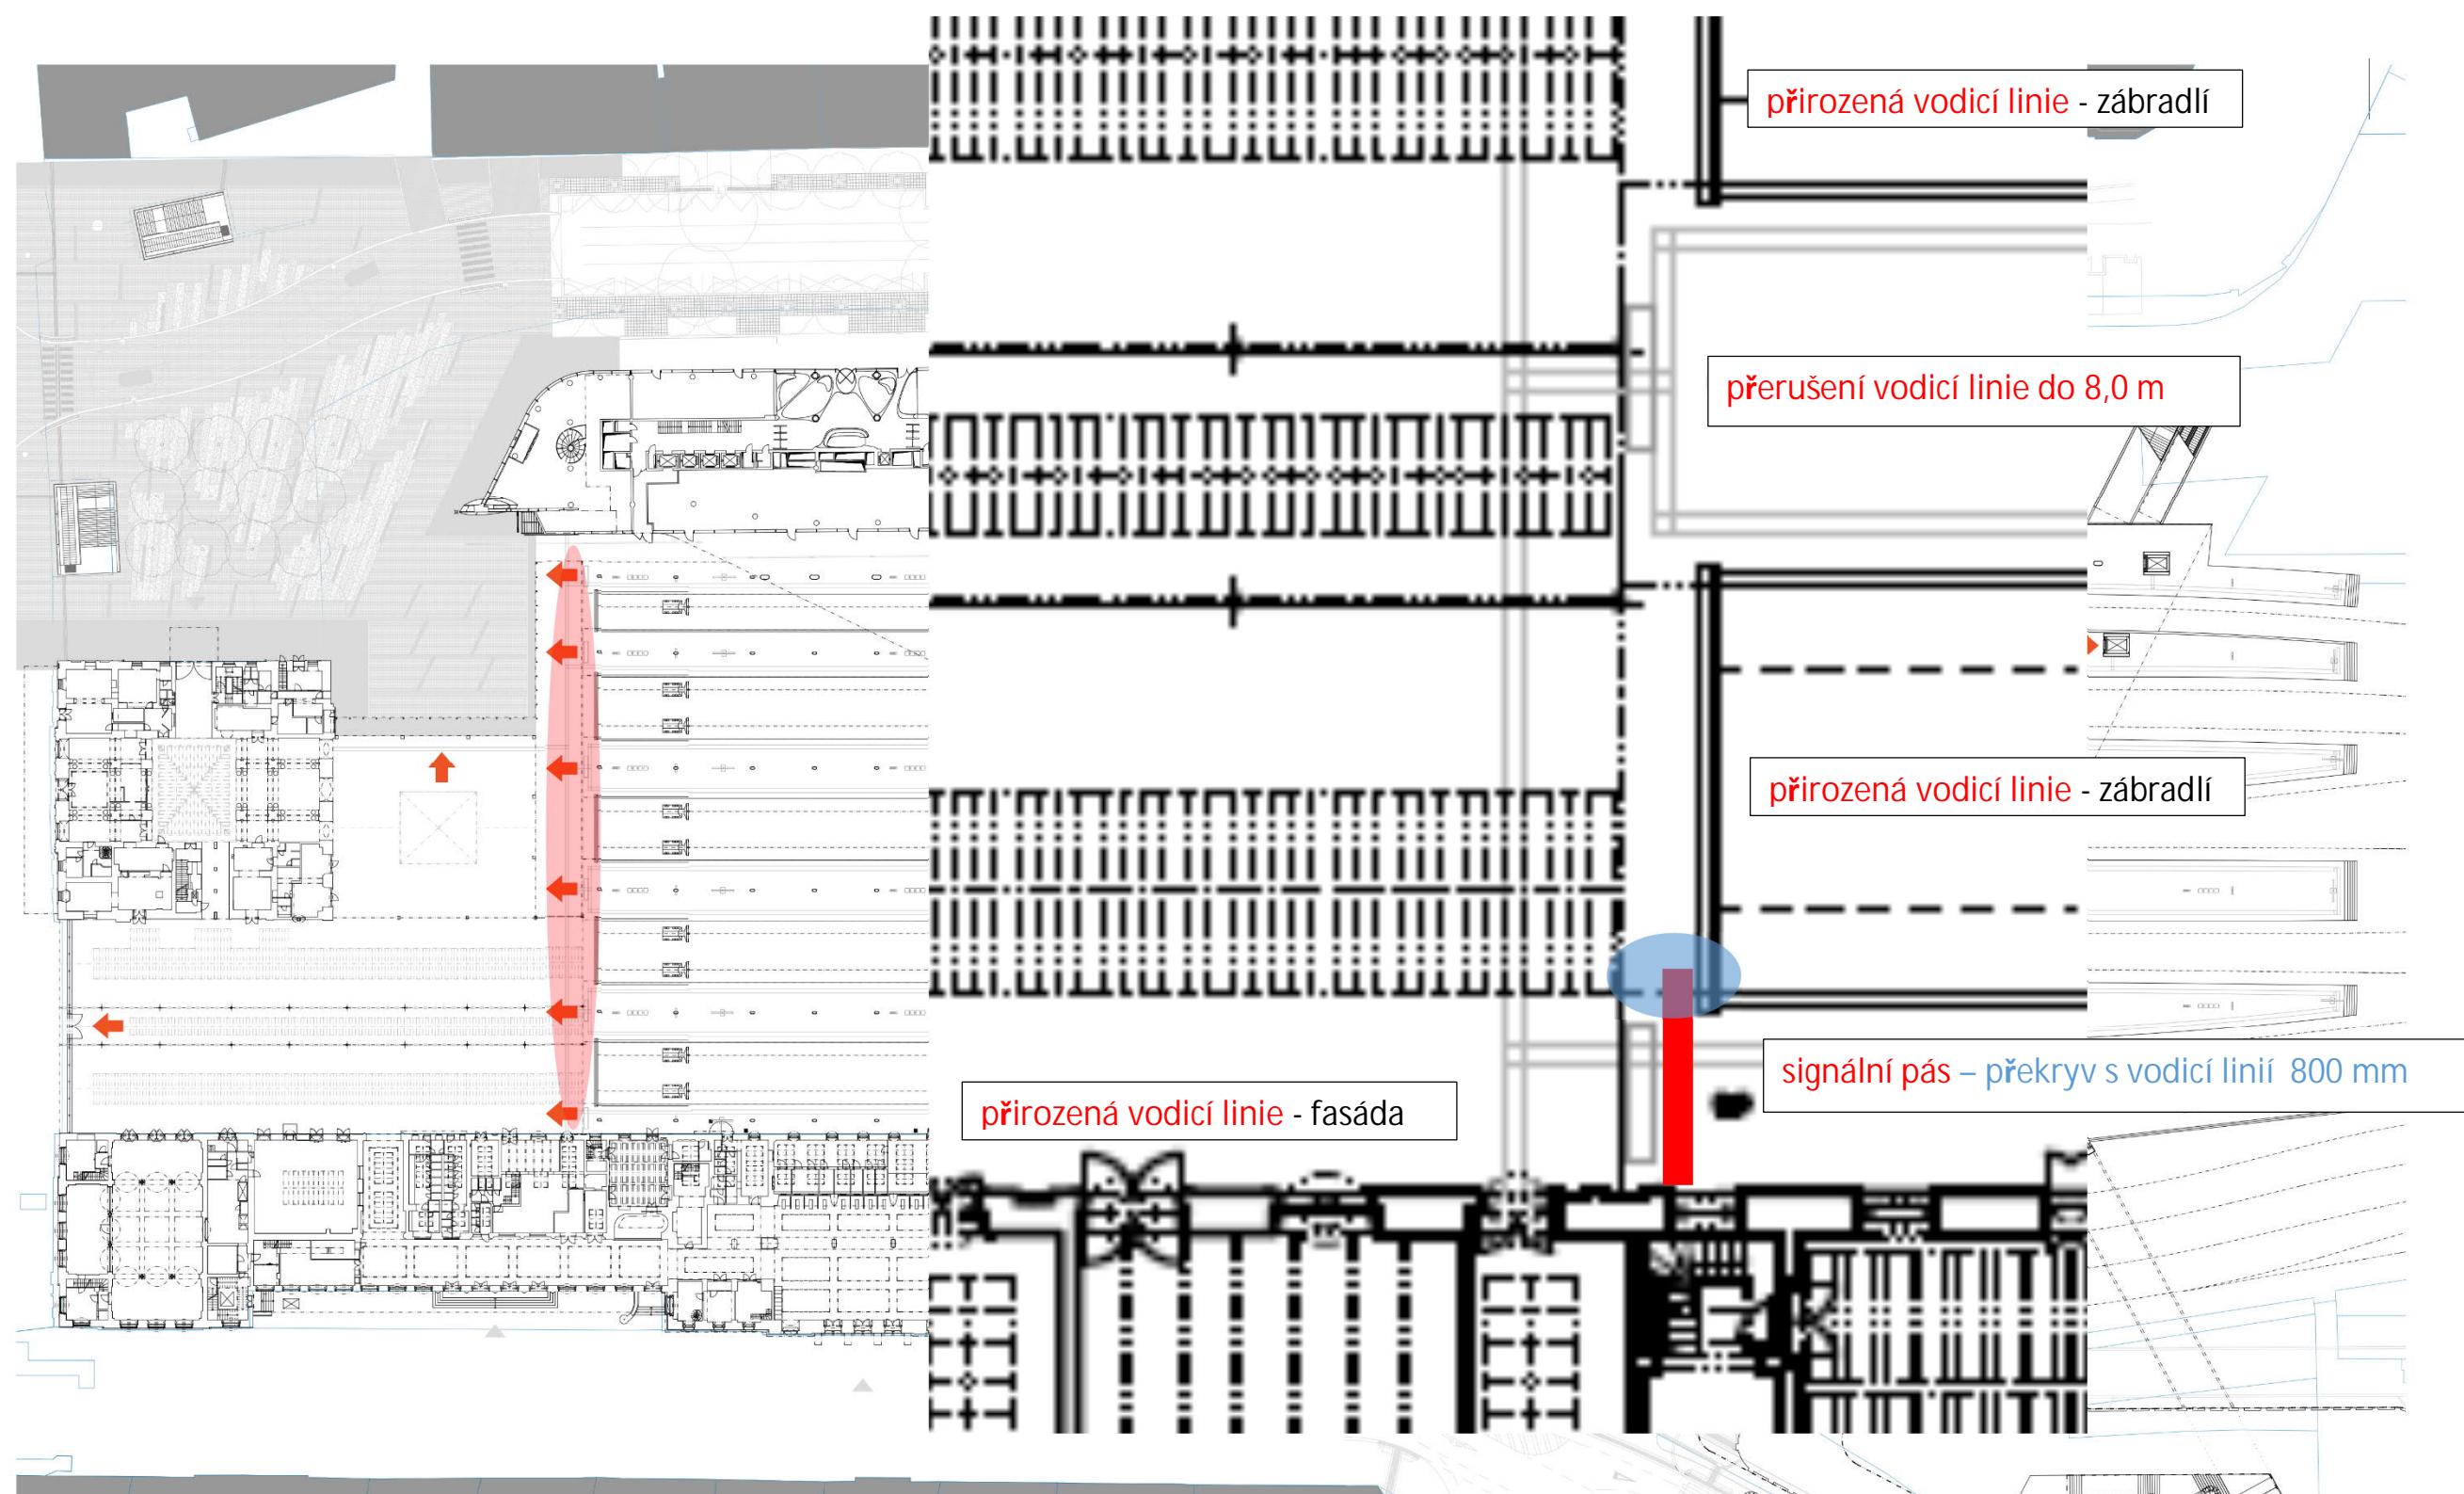 přirozená vodicí linie - zábradlí
přerušení vodicí linie do 8,0 m
přirozená vodicí linie - zábradlí
signální pás – překryv s vodicí linií 800 mm
přirozená vodicí linie - fasáda